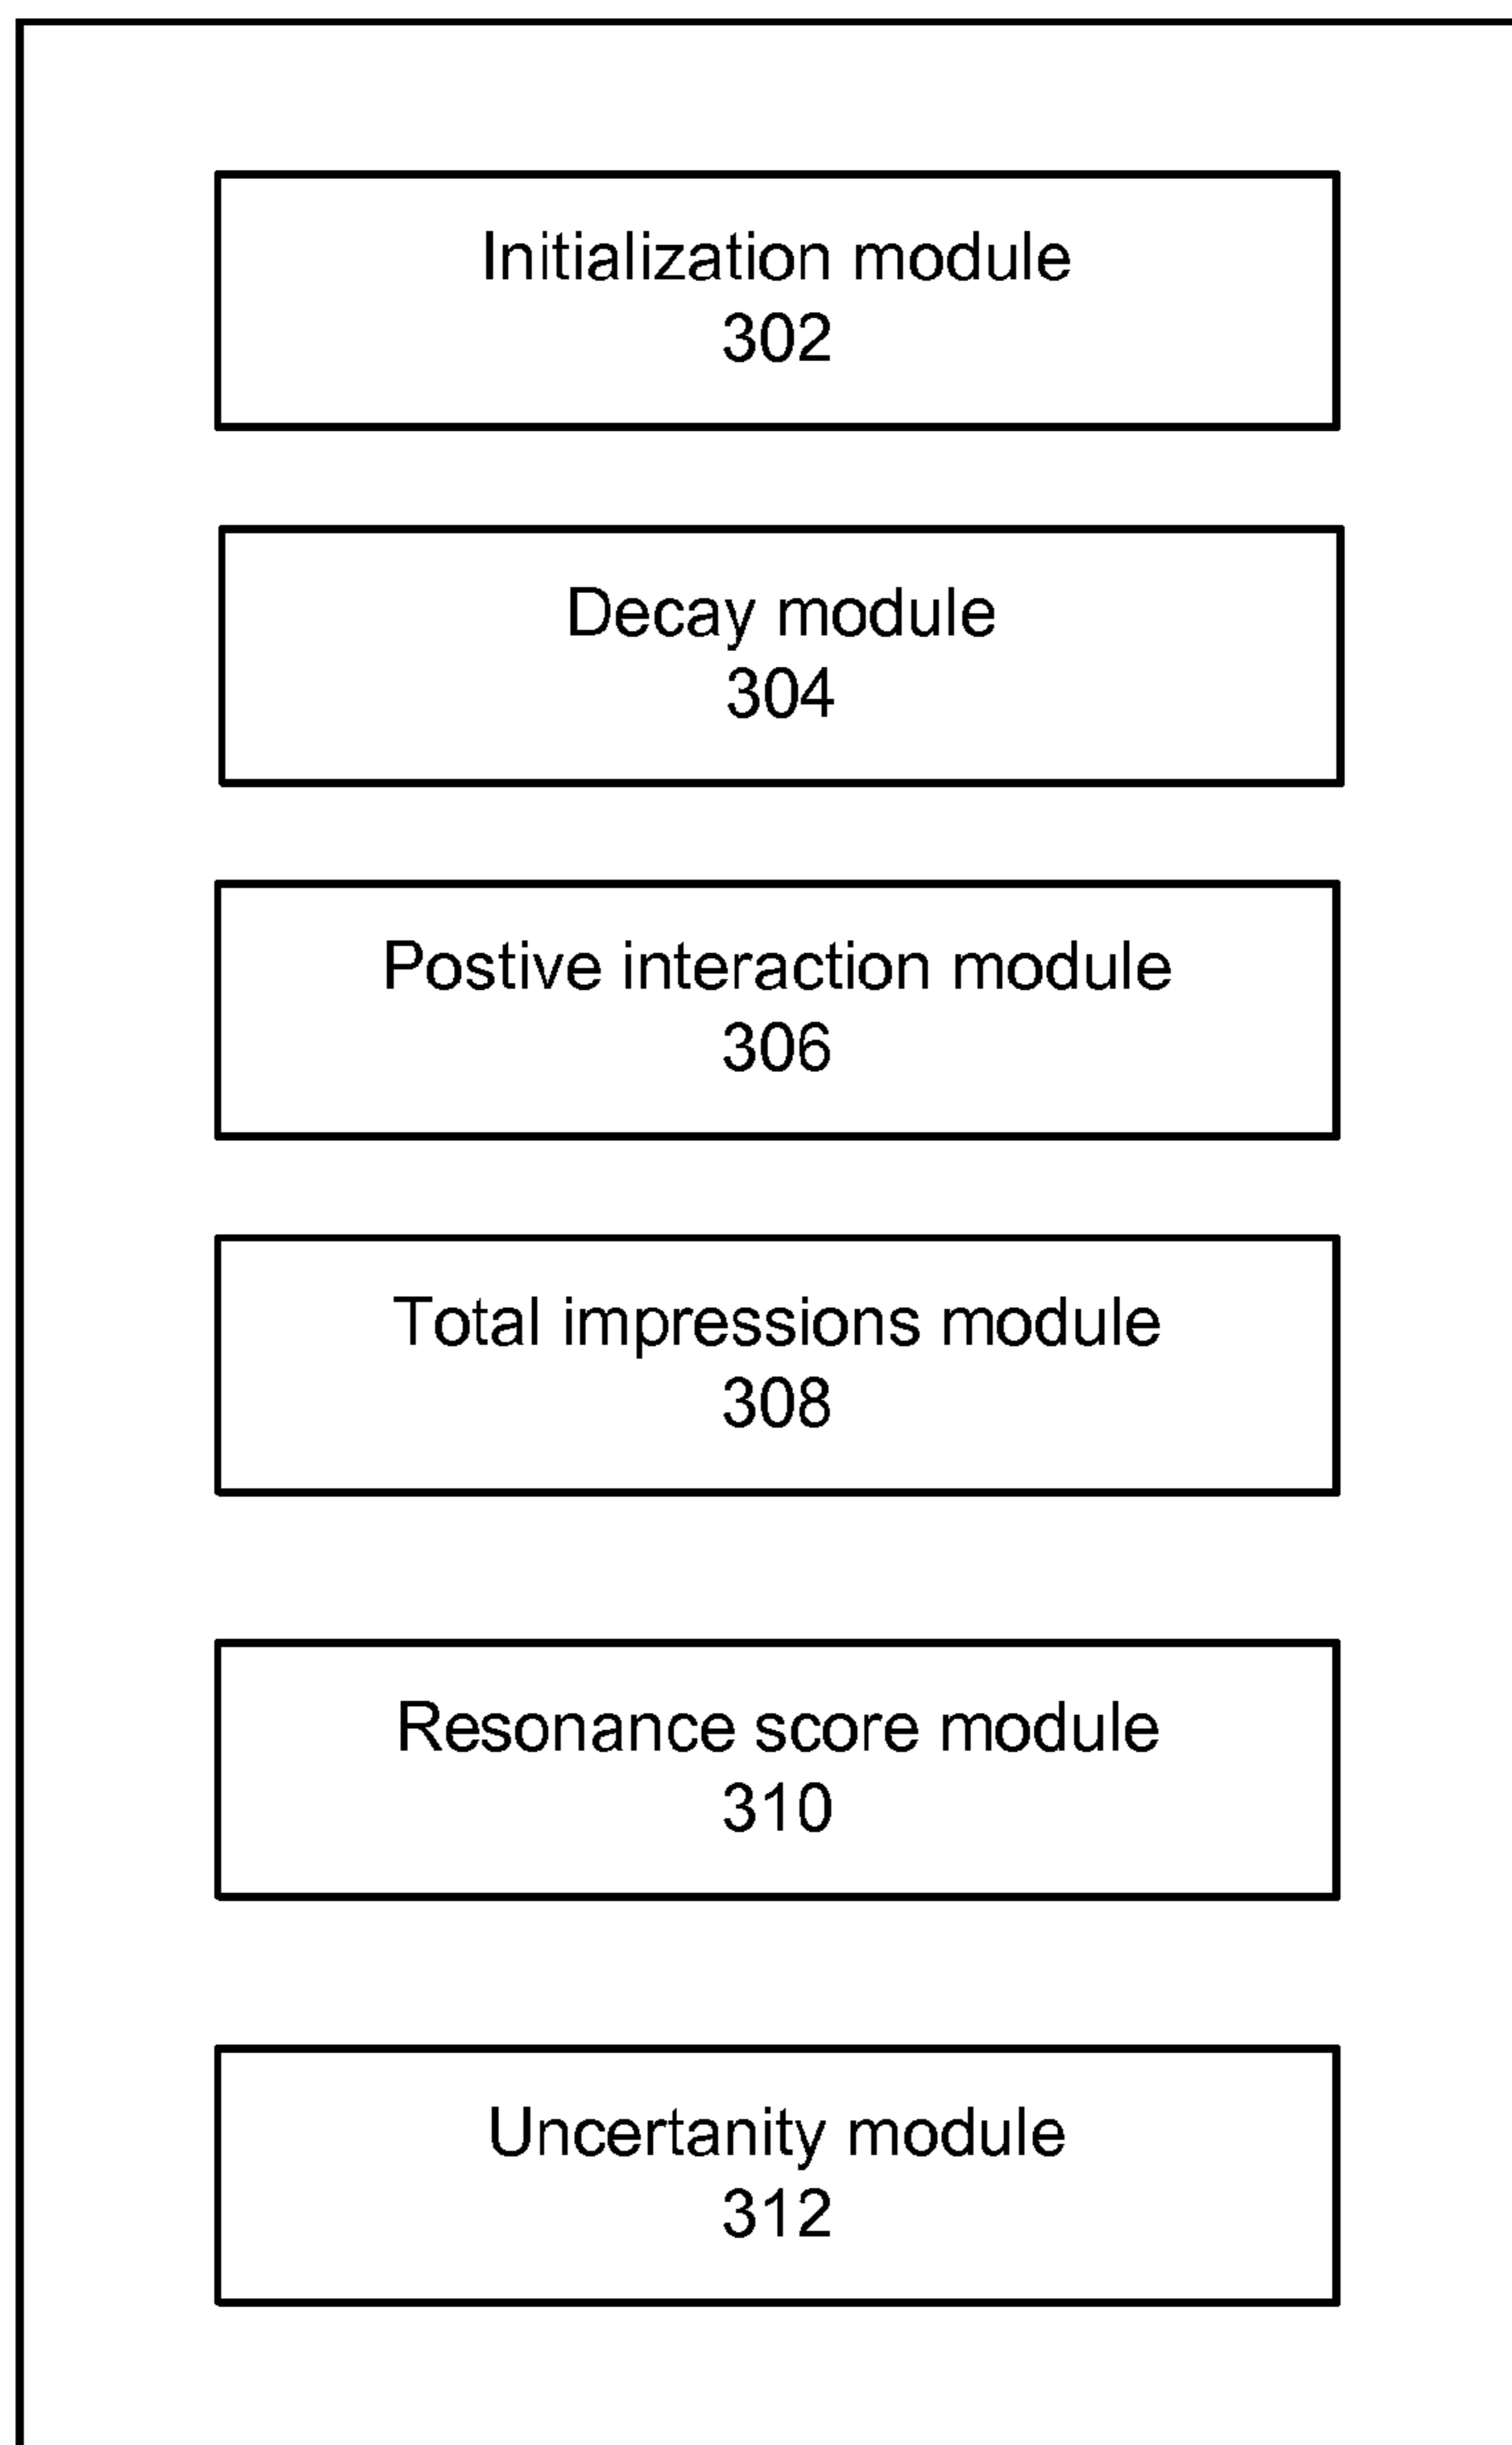 Initialization module
302
Decay module
304
Postive interaction module
306
Total impressions module
308
Resonance score module
310
Uncertanity module
312